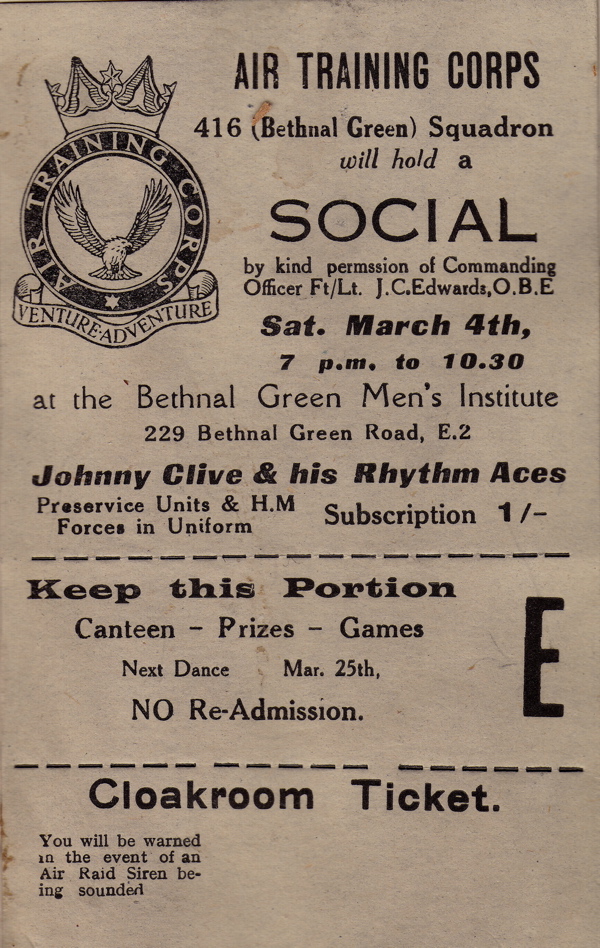 AIR TRAINING CORPS
AIR TRAINING CORPS
VENTURE·ADVENTURE
416 (Bethnal Green) Squadron
will hold a
SOCIAL
by kind permssion of Commanding
Officer Ft/Lt. J.C.Edwards,O.B.E
Sat. March 4th,
7 p.m. to 10.30
at the Bethnal Green Men's Institute
229 Bethnal Green Road, E.2
Johnny Clive & his Rhythm Aces
Preservice Units & H.M
Forces in Uniform
Subscription 1/-
Keep this Portion
Canteen - Prizes - Games
Next Dance Mar. 25th,
NO Re-Admission.
E
Cloakroom Ticket.
You will be warned
in the event of an
Air Raid Siren be-
ing sounded